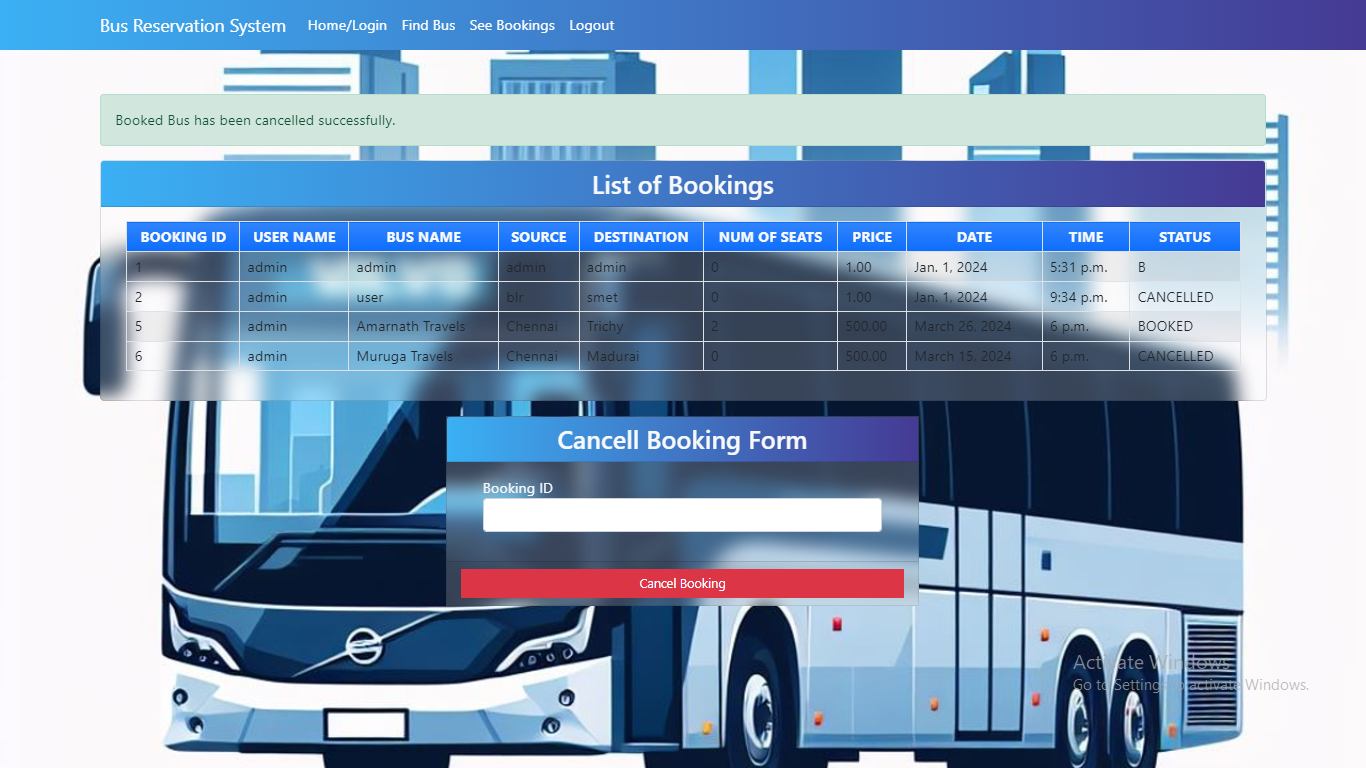 Bus Reservation System Home/Login Find Bus See Bookings Logout
Booked Bus has been cancelled successfully.
List of Bookings
BOOKING ID USER NAME BUS NAME SOURCE DESTINATION NUM OF SEATS PRICE DATE TIME STATUS
1 admin admin admin admin 0 1.00 Jan. 1, 2024 5:31 p.m. B
2 admin user blr smet 0 1.00 Jan. 1, 2024 9:34 p.m. CANCELLED
5 admin Amarnath Travels Chennai Trichy 2 500.00 March 26, 2024 6 p.m. BOOKED
6 admin Muruga Travels Chennai Madurai 0 500.00 March 15, 2024 6 p.m. CANCELLED
Cancell Booking Form
Booking ID
Cancel Booking
Activate Windows
Go to Settings to activate Windows.